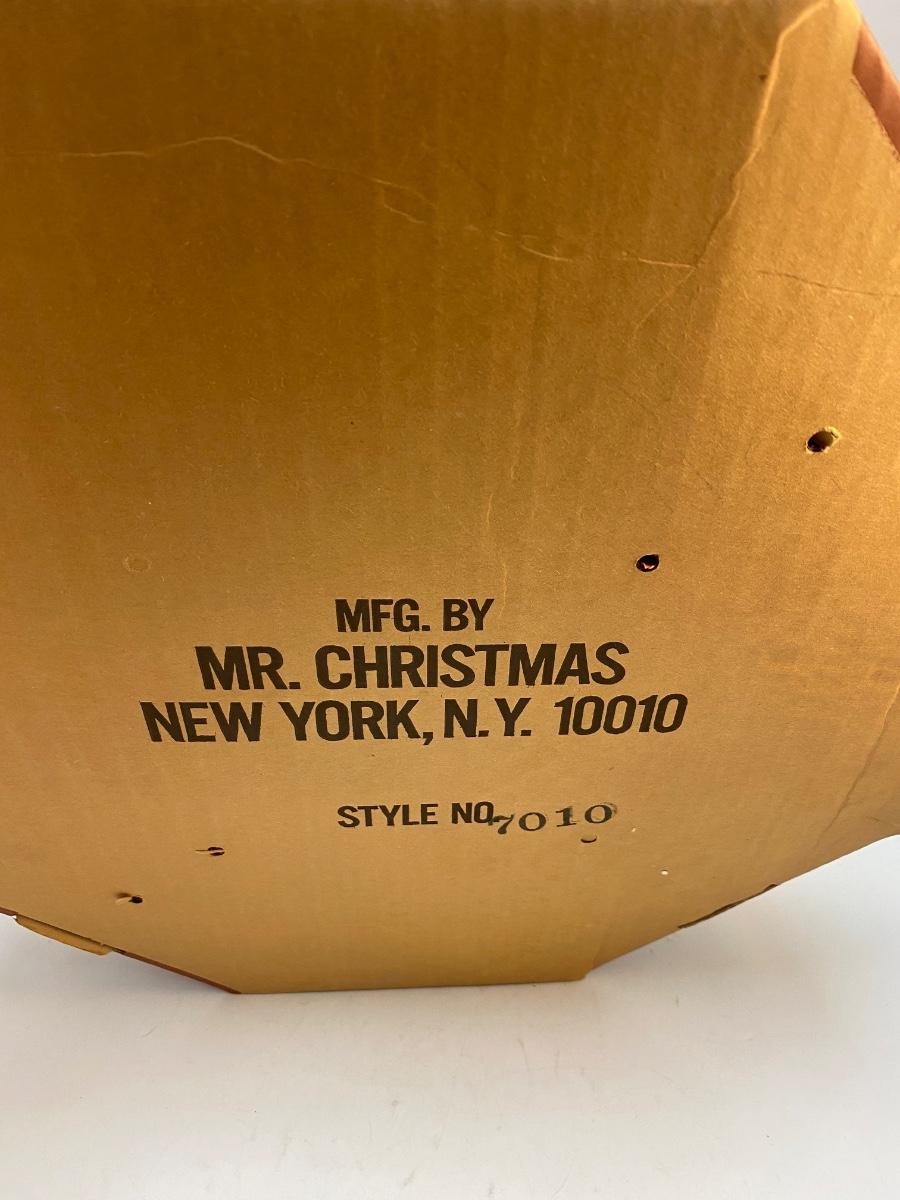 MFG. BY
MR. CHRISTMAS
NEW YORK, N.Y. 10010
STYLE NO. 7010